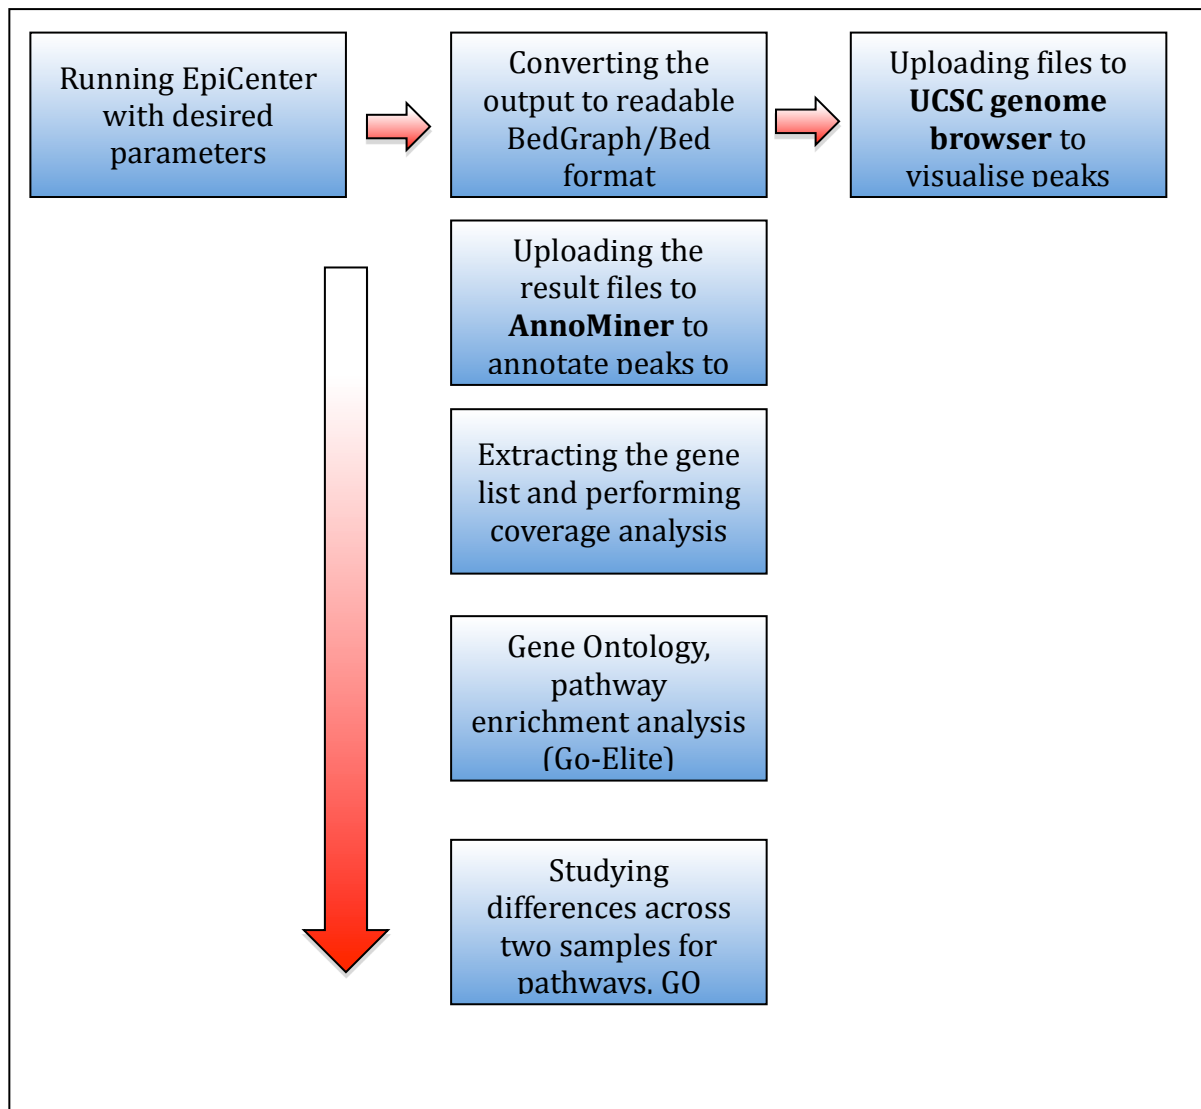 Running EpiCenter
with desired
parameters
Converting the
output to readable
BedGraph/Bed
format
Uploading files to
UCSC genome
browser to
visualise peaks
Uploading the
result files to
AnnoMiner to
annotate peaks to
Extracting the gene
list and performing
coverage analysis
Gene Ontology,
pathway
enrichment analysis
(Go-Elite)
Studying
differences across
two samples for
pathways, GO